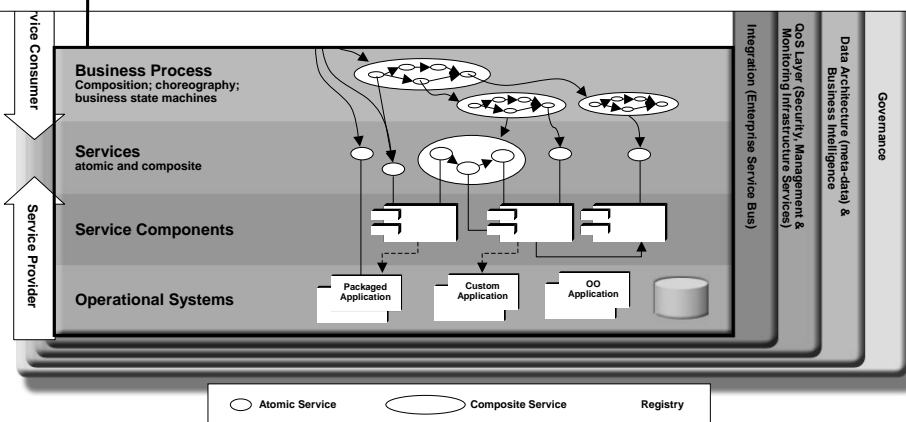 vice Consumer
Service Provider
Business Process
Composition; choreography;
business state machines
Services
atomic and composite
Service Components
Operational Systems
Packaged
Application
Custom
Application
OO
Application
Integration (Enterprise Service Bus)
QoS Layer (Security, Management &
Monitoring Infrastructure Services)
Data Architecture (meta-data) &
Business Intelligence
Governance
Atomic Service
Composite Service
Registry